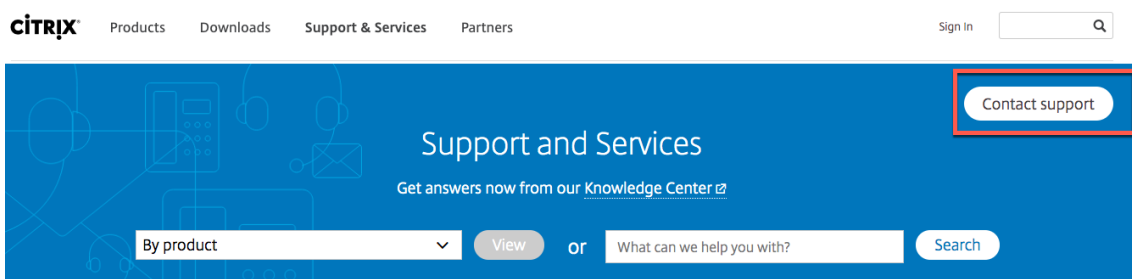 CİTRIX Products Downloads Support & Services Partners Sign In
Contact support
Support and Services
Get answers now from our Knowledge Center
By product View or What can we help you with? Search